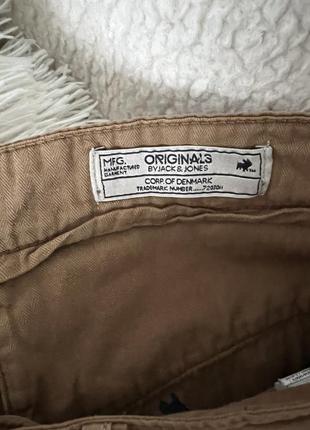 MFG.
MANUFACTURED
GARMENT
ORIGINALS
BY JACK & JONES
CORP. OF DENMARK
TRADEMARK NUMBER